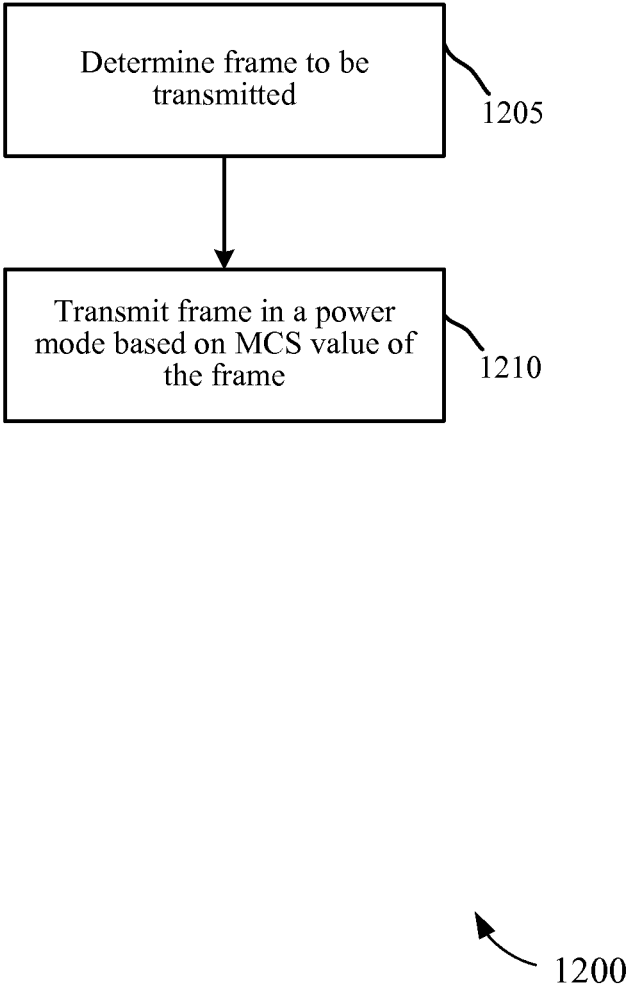 Determine frame to be
transmitted
1205
Transmit frame in a power
mode based on MCS value of
the frame
1210
1200